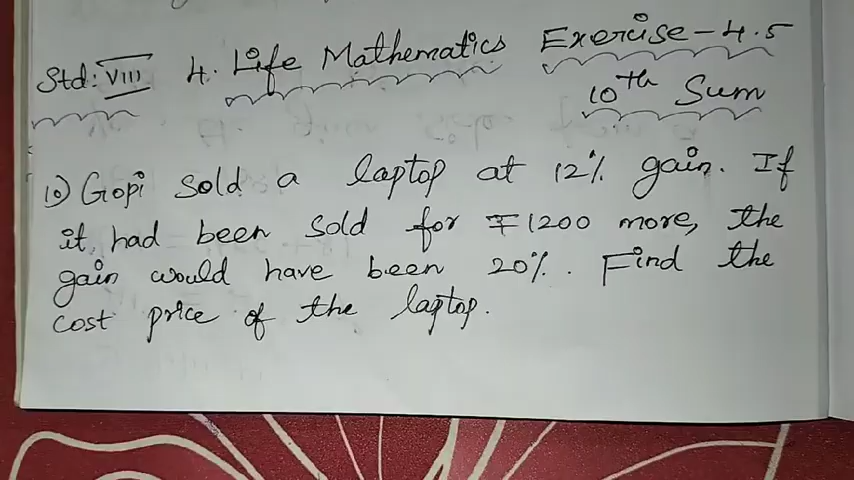 Std: VIII 4. Life Mathematics Exercise - 4.5
10th Sum
10) Gopi sold a laptop at 12% gain. If
it had been sold for ₹1200 more, the
gain would have been 20%. Find the
cost price of the laptop.